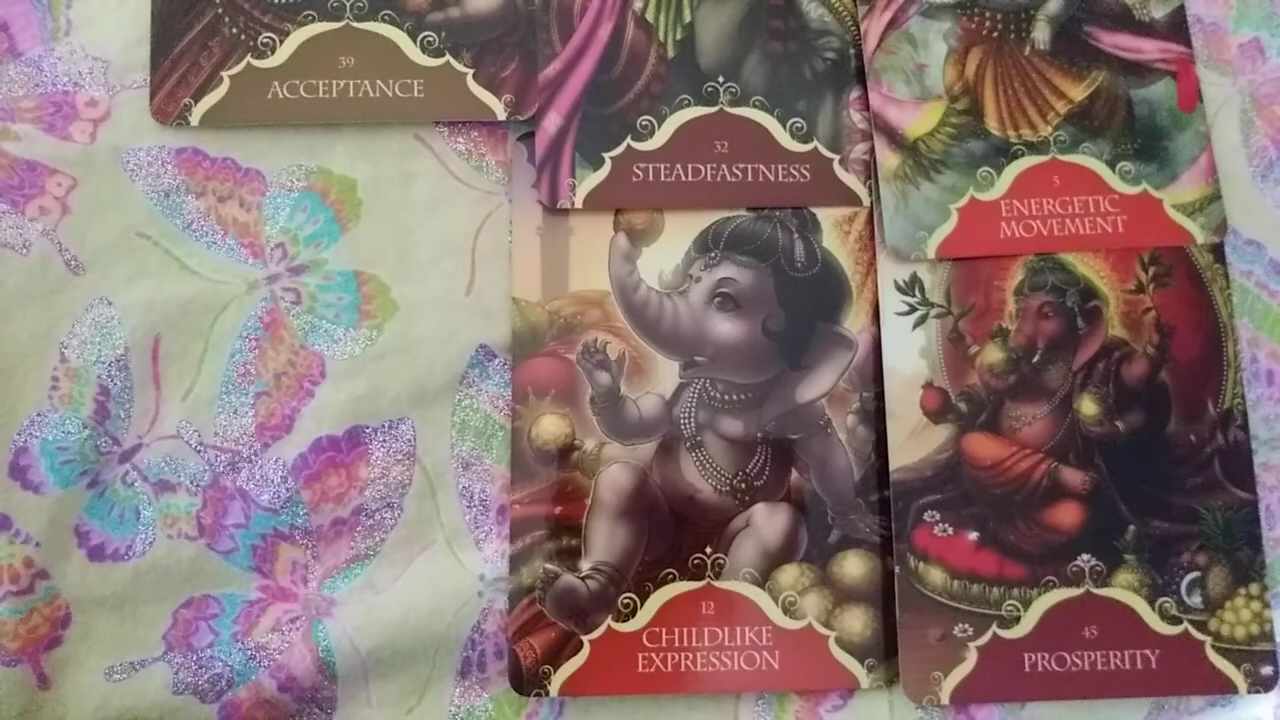 39
ACCEPTANCE
32
STEADFASTNESS
5
ENERGETIC
MOVEMENT
12
CHILDLIKE
EXPRESSION
45
PROSPERITY